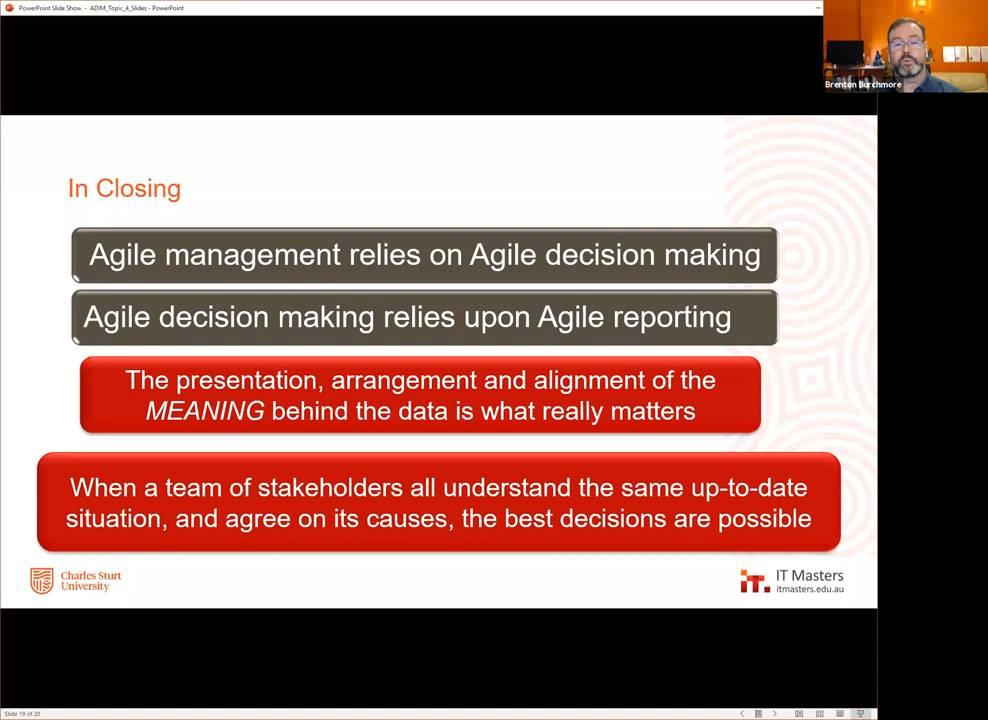 PowerPoint Slide Show - ADIM_Topic_4_Slides - PowerPoint
Brenton Burchmore
In Closing
Agile management relies on Agile decision making
Agile decision making relies upon Agile reporting
The presentation, arrangement and alignment of the
MEANING behind the data is what really matters
When a team of stakeholders all understand the same up-to-date
situation, and agree on its causes, the best decisions are possible
Charles Sturt
University
IT Masters
itmasters.edu.au
Slide 19 of 20